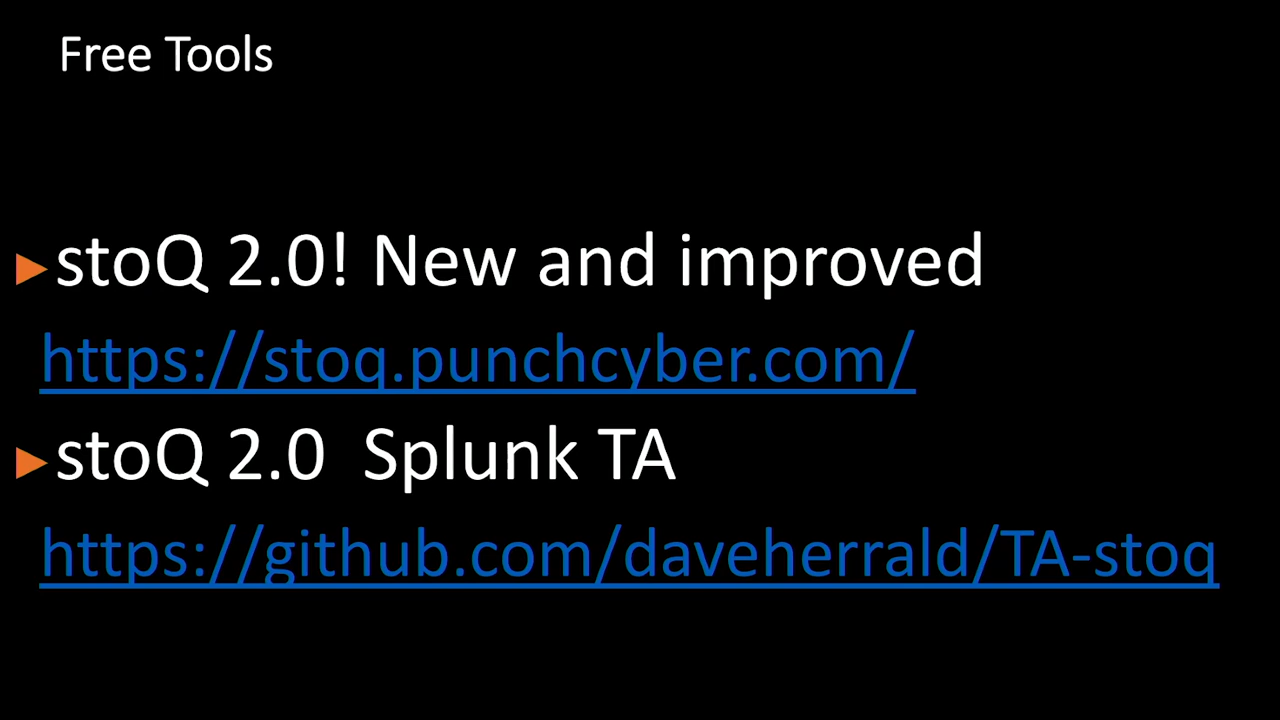 Free Tools
stoQ 2.0! New and improved
https://stoq.punchcyber.com/
stoQ 2.0  Splunk TA
https://github.com/daveherrald/TA-stoq